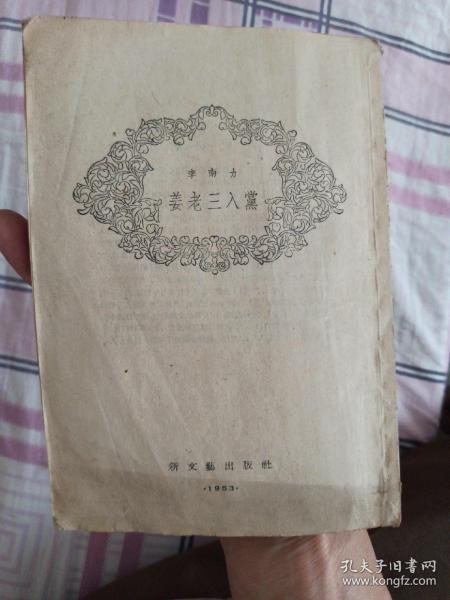 李南力
姜老三入黨
新文藝出版社
·1953·
孔夫子旧书网
www.kongfz.com